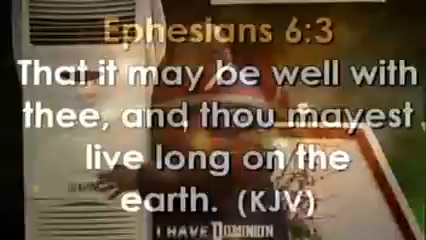 Ephesians 6:3
That it may be well with
thee, and thou mayest
live long on the
earth. (KJV)
I HAVE DOMINION